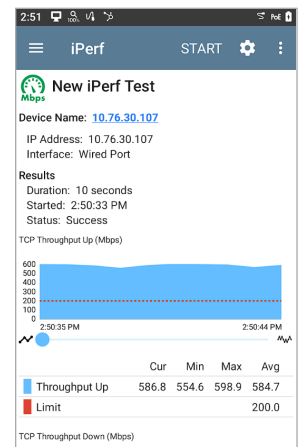 2:51 100% PoE
iPerf START
Mbps New iPerf Test
Device Name: 10.76.30.107
IP Address: 10.76.30.107
Interface: Wired Port
Results
Duration: 10 seconds
Started: 2:50:33 PM
Status: Success
TCP Throughput Up (Mbps)
600
500
400
300
200
100
0
2:50:35 PM 2:50:44 PM
Cur Min Max Avg
Throughput Up 586.8 554.6 598.9 584.7
Limit 200.0
TCP Throughput Down (Mbps)